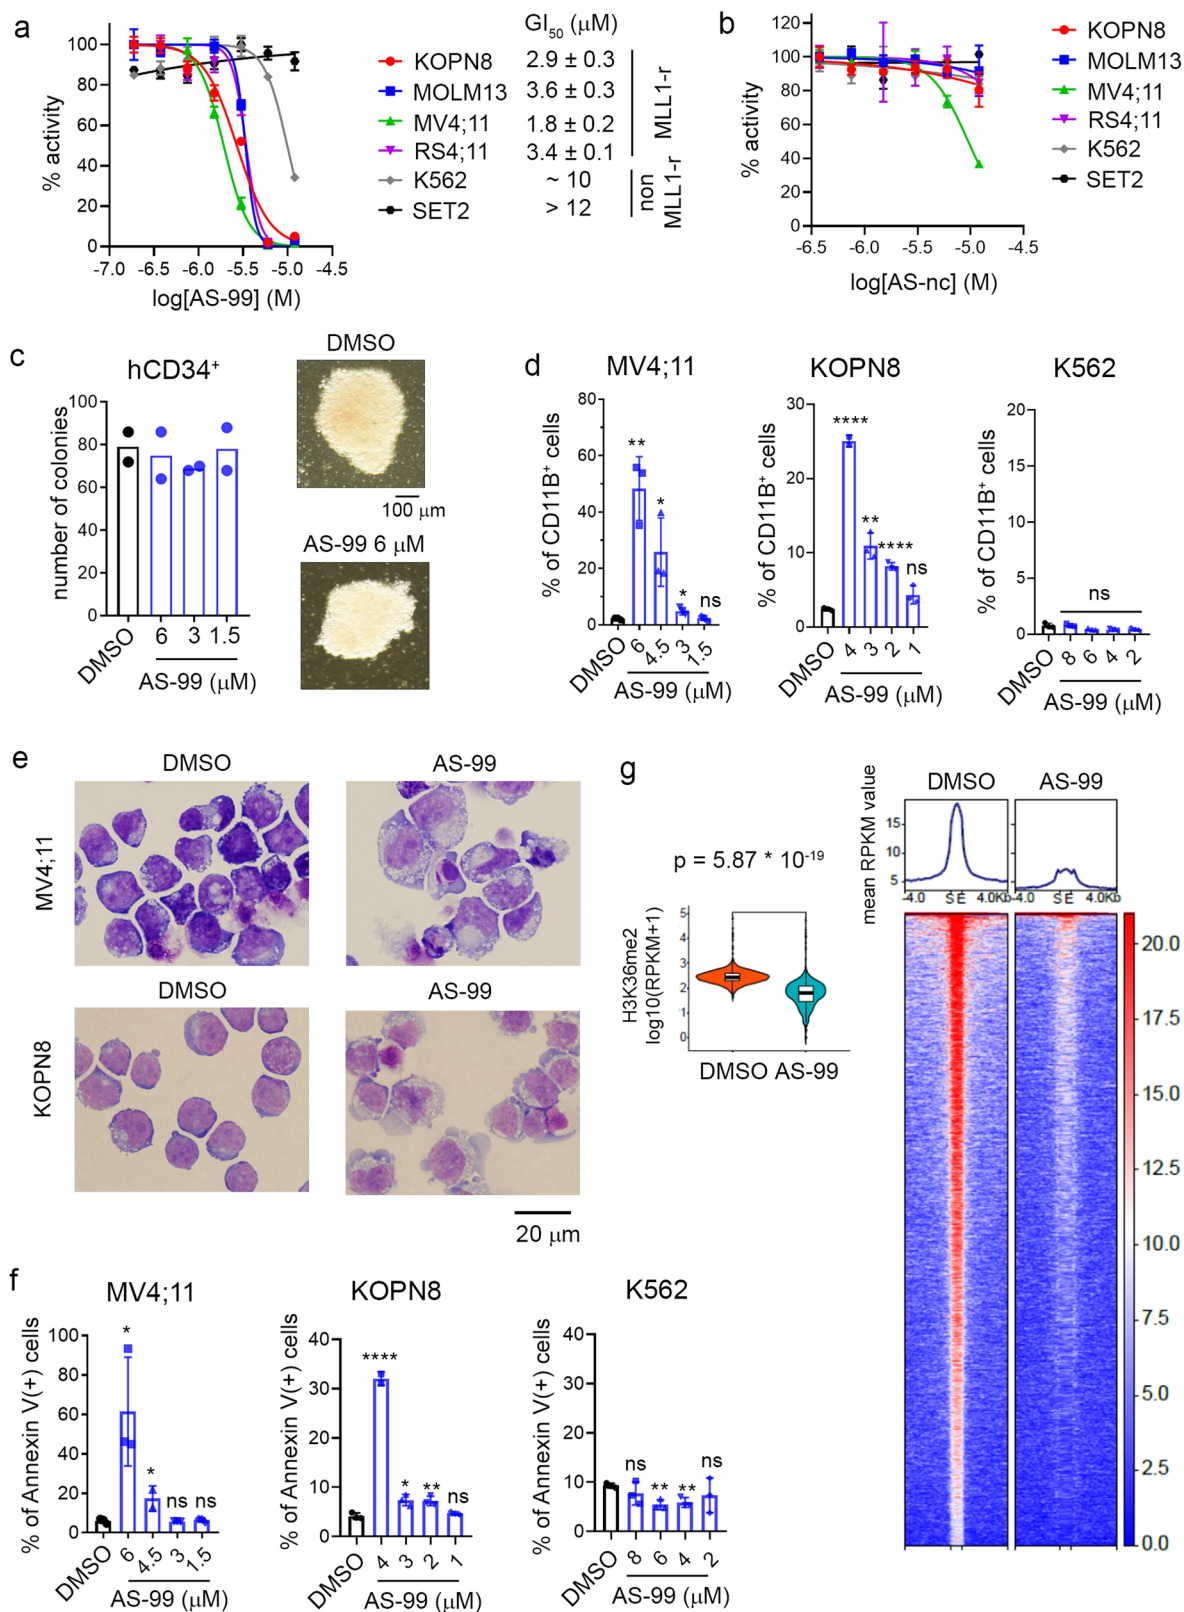 a
GI50 (μM)
% activity
100
80
60
40
20
0
-7.0 -6.5 -6.0 -5.5 -5.0 -4.5
log[AS-99] (M)
KOPN8 2.9 ± 0.3
MOLM13 3.6 ± 0.3
MV4;11 1.8 ± 0.2
RS4;11 3.4 ± 0.1
K562 ~ 10
SET2 > 12
MLL1-r
non MLL1-r
b
% activity
120
100
80
60
40
20
0
-6.5 -6.0 -5.5 -5.0 -4.5
log[AS-nc] (M)
KOPN8
MOLM13
MV4;11
RS4;11
K562
SET2
c
hCD34+
number of colonies
100
80
60
40
20
0
DMSO 6 3 1.5
AS-99 (μM)
DMSO
100 μm
AS-99 6 μM
d
MV4;11
% of CD11B+ cells
80
60
40
20
0
** * * ns
DMSO 6 4.5 3 1.5
AS-99 (μM)
KOPN8
% of CD11B+ cells
30
20
10
0
**** ** **** ns
DMSO 4 3 2 1
AS-99 (μM)
K562
% of CD11B+ cells
20
15
10
5
0
ns
DMSO 8 6 4 2
AS-99 (μM)
e
DMSO AS-99
MV4;11
DMSO AS-99
KOPN8
20 μm
f
MV4;11
% of Annexin V(+) cells
100
80
60
40
20
0
* * ns ns
DMSO 6 4.5 3 1.5
AS-99 (μM)
KOPN8
% of Annexin V(+) cells
40
30
20
10
0
**** * ** ns
DMSO 4 3 2 1
AS-99 (μM)
K562
% of Annexin V(+) cells
40
30
20
10
0
ns ** ** ns
DMSO 8 6 4 2
AS-99 (μM)
g
p = 5.87 * 10-19
H3K36me2
log10(RPKM+1)
5
4
3
2
1
0
DMSO AS-99
DMSO AS-99
mean RPKM value
15
10
5
-4.0 S E 4.0Kb
-4.0 S E 4.0Kb
20.0
17.5
15.0
12.5
10.0
7.5
5.0
2.5
0.0